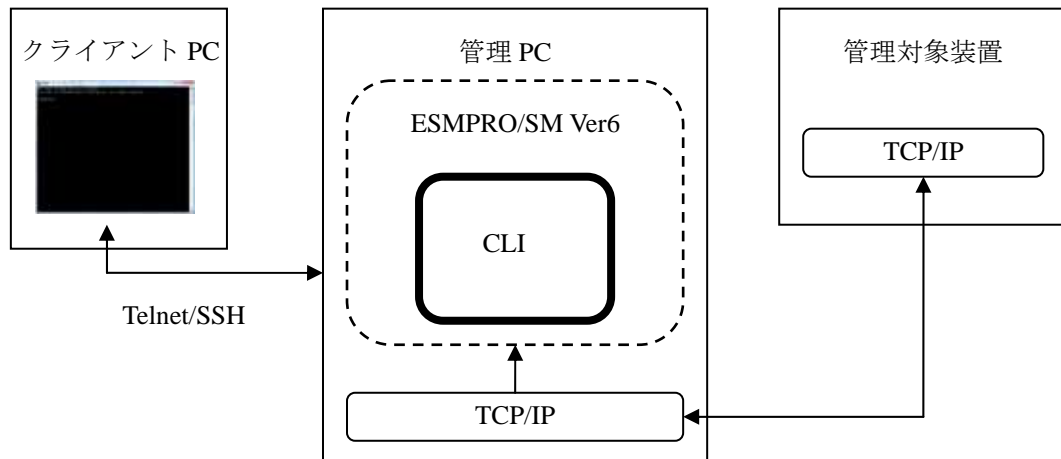 クライアント PC
管理 PC
管理対象装置
ESMPRO/SM Ver6
TCP/IP
CLI
Telnet/SSH
TCP/IP